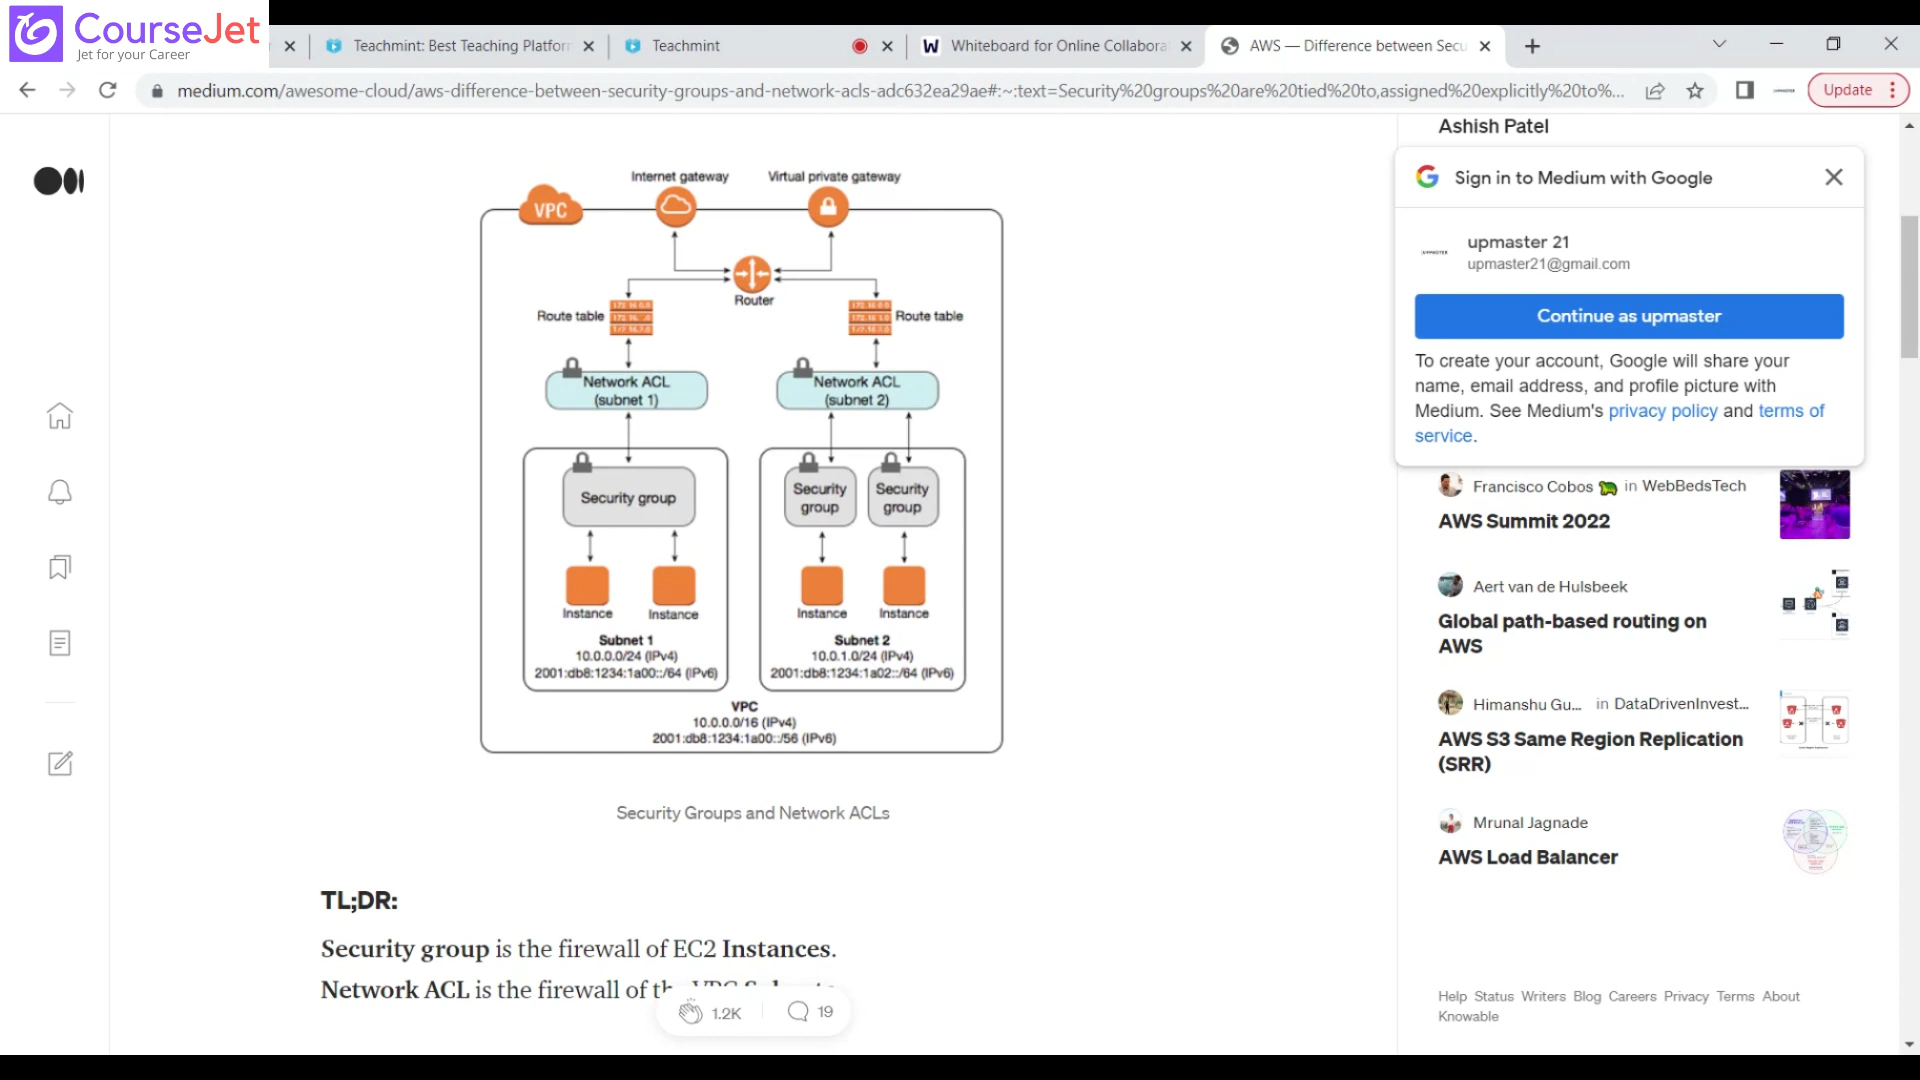 CourseJet
Jet for your Career
Teachmint: Best Teaching Platfor
Teachmint
W Whiteboard for Online Collabora
AWS — Difference between Secu
medium.com/awesome-cloud/aws-difference-between-security-groups-and-network-acls-adc632ea29ae#:~:text=Security%20groups%20are%20tied%20to,assigned%20explicitly%20to%...
Update
Ashish Patel
Sign in to Medium with Google
upmaster 21
upmaster21@gmail.com
Continue as upmaster
To create your account, Google will share your
name, email address, and profile picture with
Medium. See Medium's privacy policy and terms of
service.
Internet gateway
Virtual private gateway
VPC
Router
Route table
Route table
Network ACL
(subnet 1)
Network ACL
(subnet 2)
Security group
Security
group
Security
group
Instance
Instance
Instance
Instance
Subnet 1
10.0.0.0/24 (IPv4)
2001:db8:1234:1a00::/64 (IPv6)
Subnet 2
10.0.1.0/24 (IPv4)
2001:db8:1234:1a02::/64 (IPv6)
VPC
10.0.0.0/16 (IPv4)
2001:db8:1234:1a00::/56 (IPv6)
Security Groups and Network ACLs
TL;DR:
Security group is the firewall of EC2 Instances.
Network ACL is the firewall of
1.2K
19
Francisco Cobos in WebBedsTech
AWS Summit 2022
Aert van de Hulsbeek
Global path-based routing on
AWS
Himanshu Gu... in DataDrivenInvest...
AWS S3 Same Region Replication
(SRR)
Mrunal Jagnade
AWS Load Balancer
Help Status Writers Blog Careers Privacy Terms About
Knowable